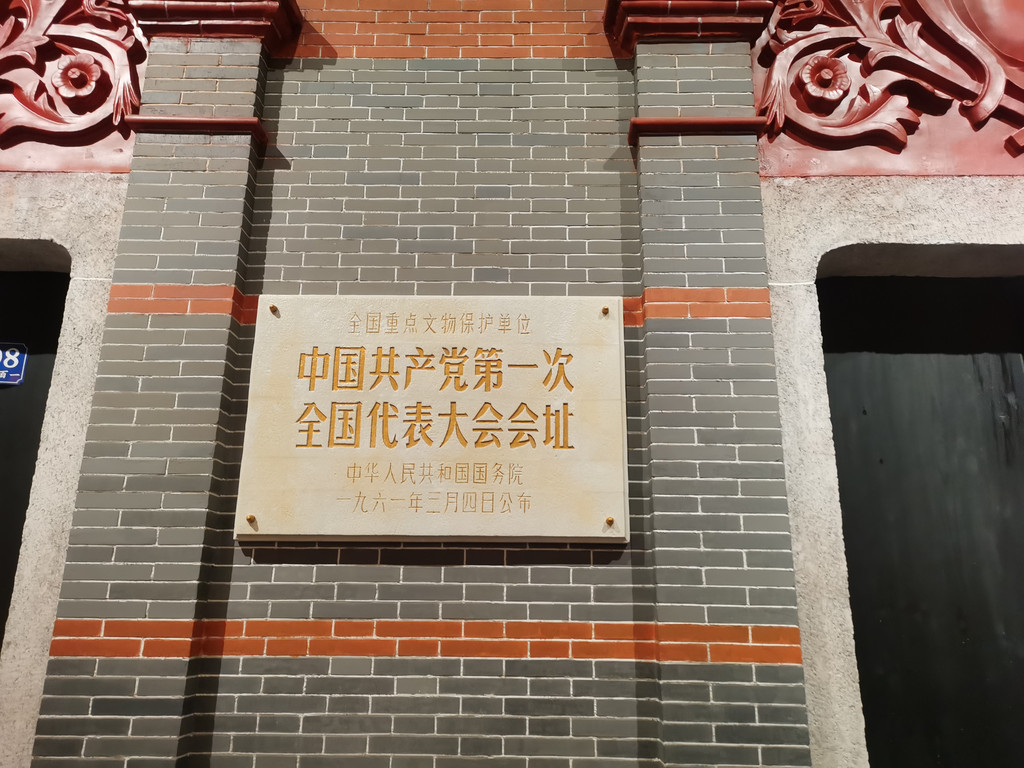 全国重点文物保护单位
中国共产党第一次
全国代表大会会址
中华人民共和国国务院
一九六一年三月四日公布